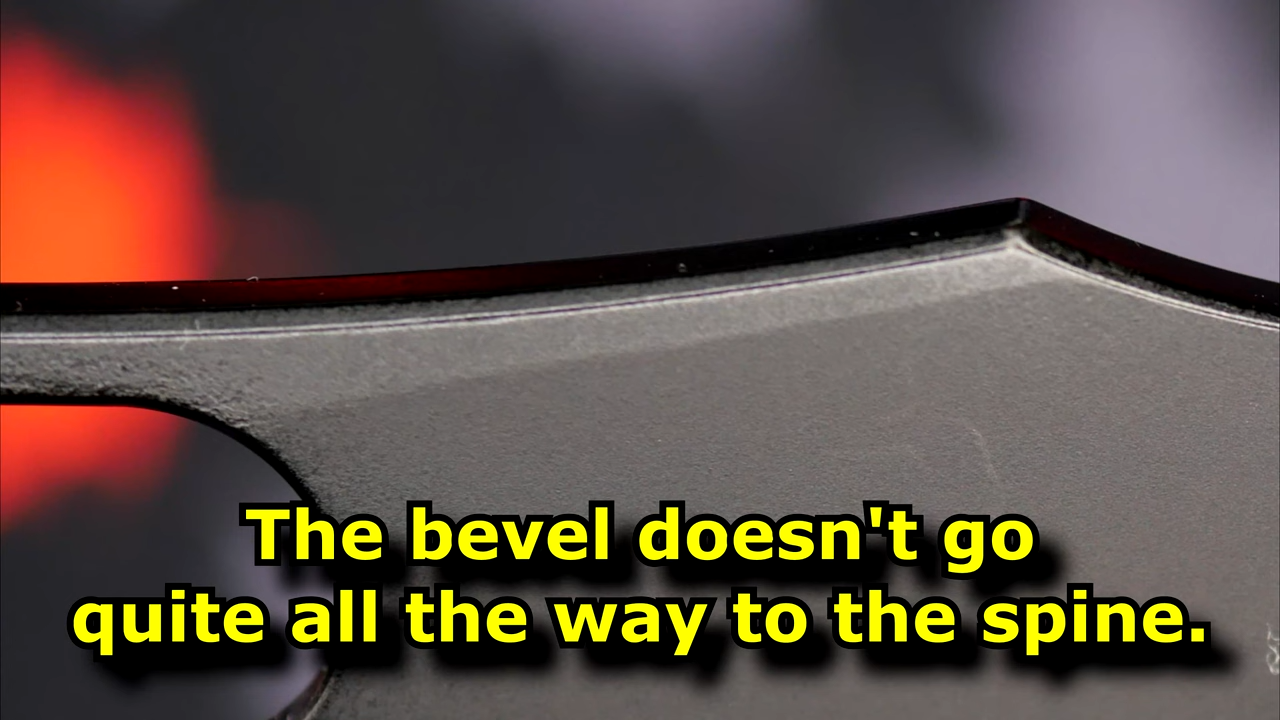 The bevel doesn't go
quite all the way to the spine.